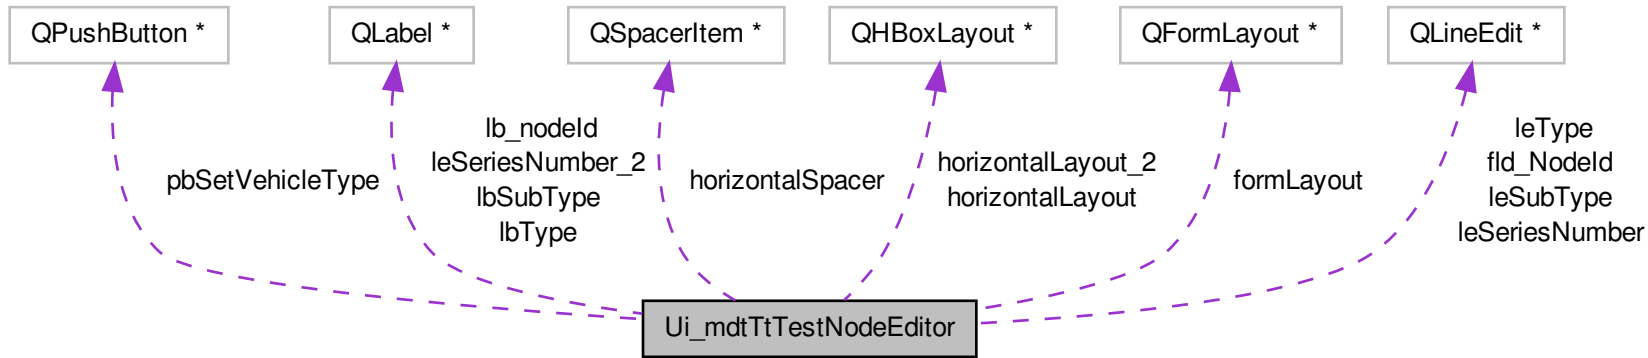 QPushButton *
QLabel *
QSpacerItem *
QHBoxLayout *
QFormLayout *
QLineEdit *
pbSetVehicleType
lb_nodeId
leSeriesNumber_2
lbSubType
lbType
horizontalSpacer
horizontalLayout_2
horizontalLayout
formLayout
leType
fld_NodeId
leSubType
leSeriesNumber
Ui_mdtTtTestNodeEditor